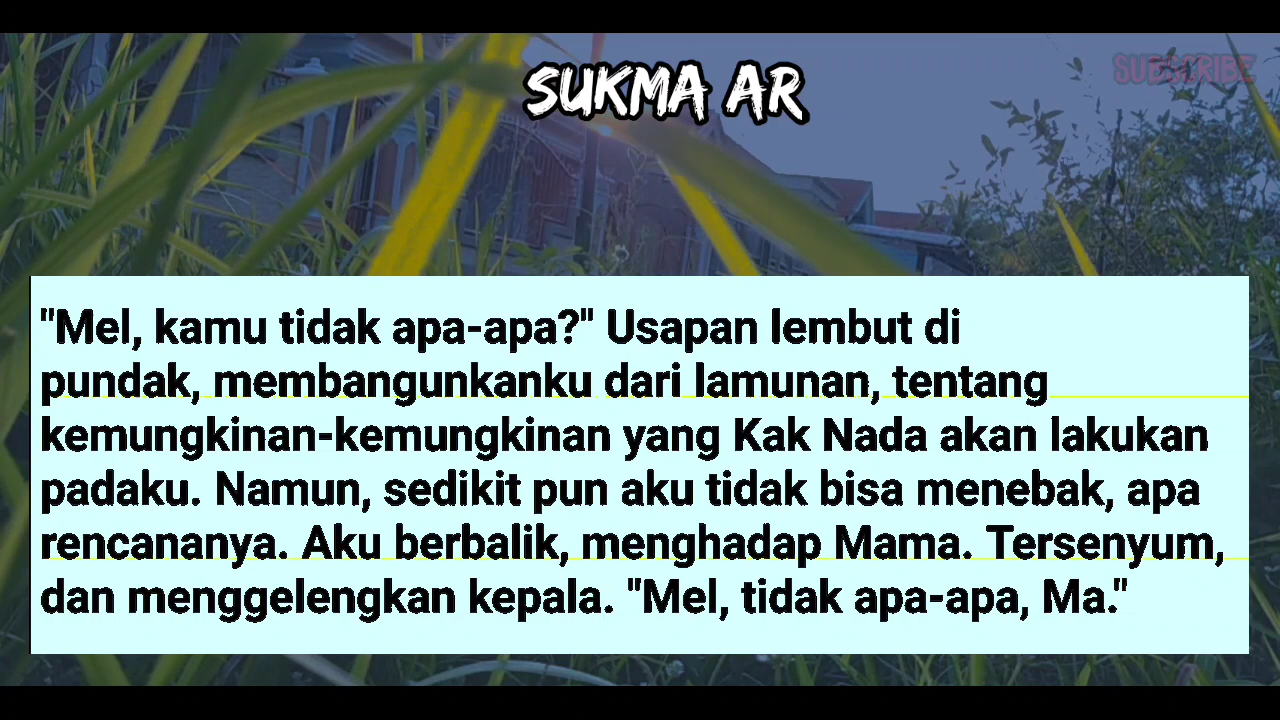 SUKMA AR
SUBSCRIBE
"Mel, kamu tidak apa-apa?" Usapan lembut di
pundak, membangunkanku dari lamunan, tentang
kemungkinan-kemungkinan yang Kak Nada akan lakukan
padaku. Namun, sedikit pun aku tidak bisa menebak, apa
rencananya. Aku berbalik, menghadap Mama. Tersenyum,
dan menggelengkan kepala. "Mel, tidak apa-apa, Ma."